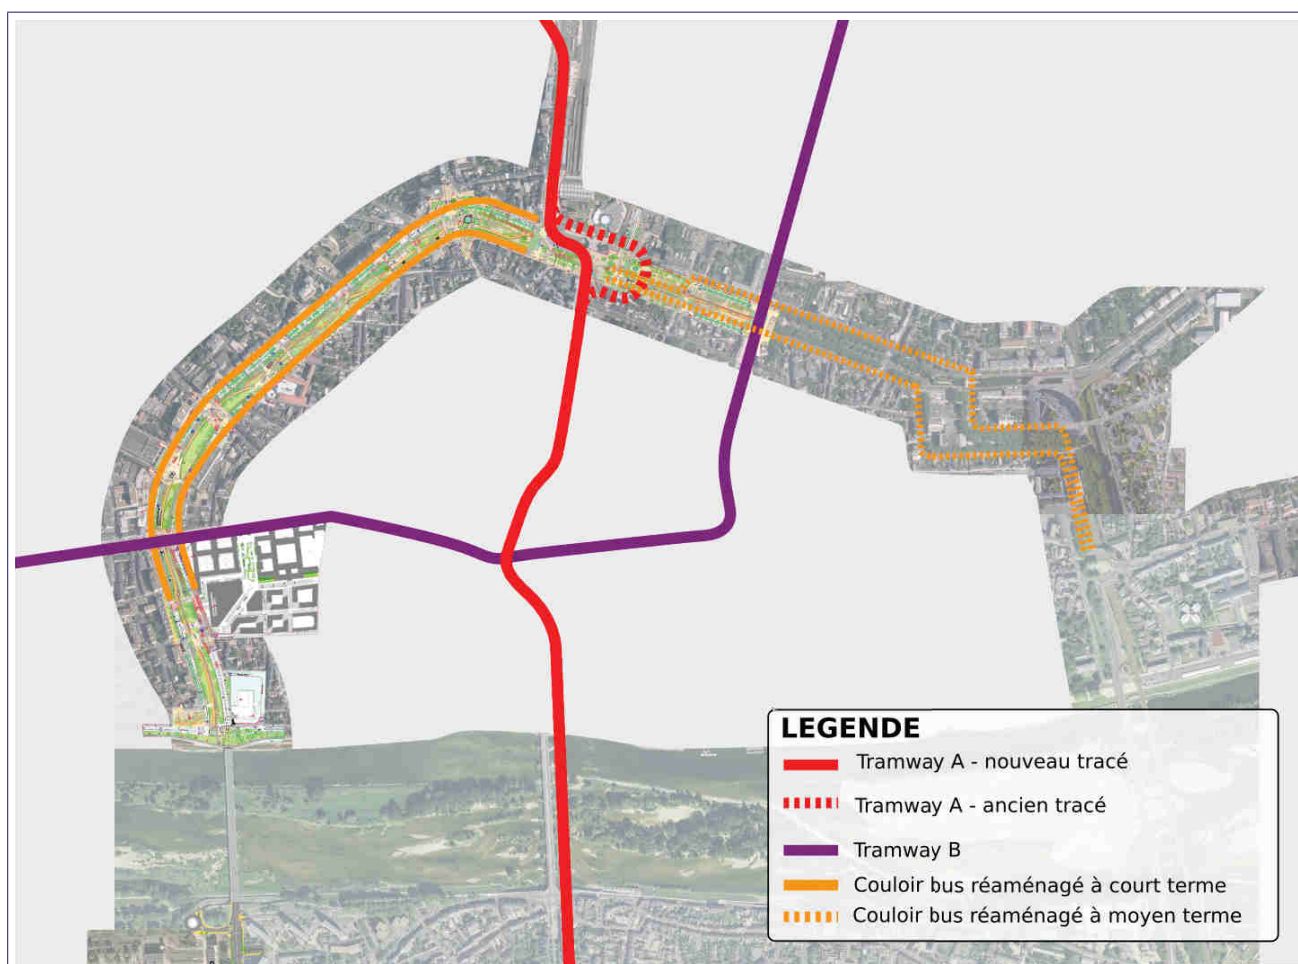 LEGENDE
Tramway A - nouveau tracé
Tramway A - ancien tracé
Tramway B
Couloir bus réaménagé à court terme
Couloir bus réaménagé à moyen terme